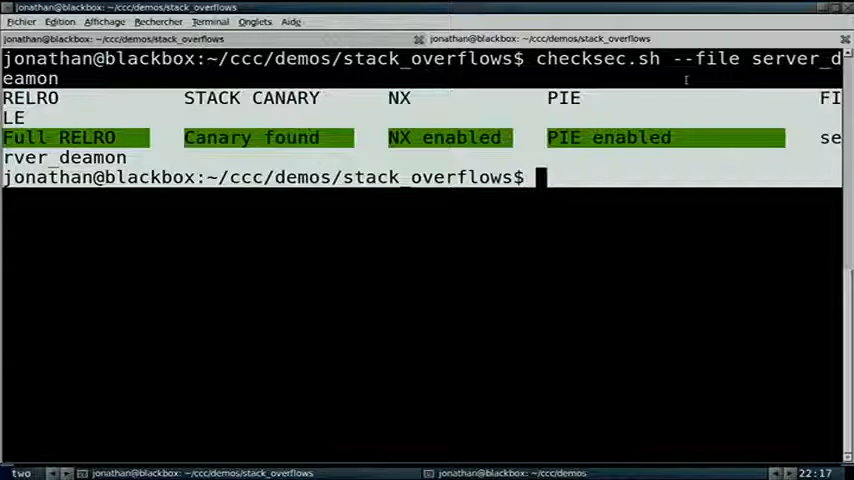 jonathan@blackbox: ~/ccc/demos/stack_overflows
Fichier Edition Affichage Rechercher Terminal Onglets Aide
jonathan@blackbox: ~/ccc/demos/stack_overflows jonathan@blackbox: ~/ccc/demos/stack_overflows
jonathan@blackbox:~/ccc/demos/stack_overflows$ checksec.sh --file server_d
eamon
RELRO STACK CANARY NX PIE FI
LE
Full RELRO Canary found NX enabled PIE enabled se
rver_deamon
jonathan@blackbox:~/ccc/demos/stack_overflows$
two jonathan@blackbox: ~/ccc/demos/stack_overflows jonathan@blackbox: ~/ccc/demos 22:17